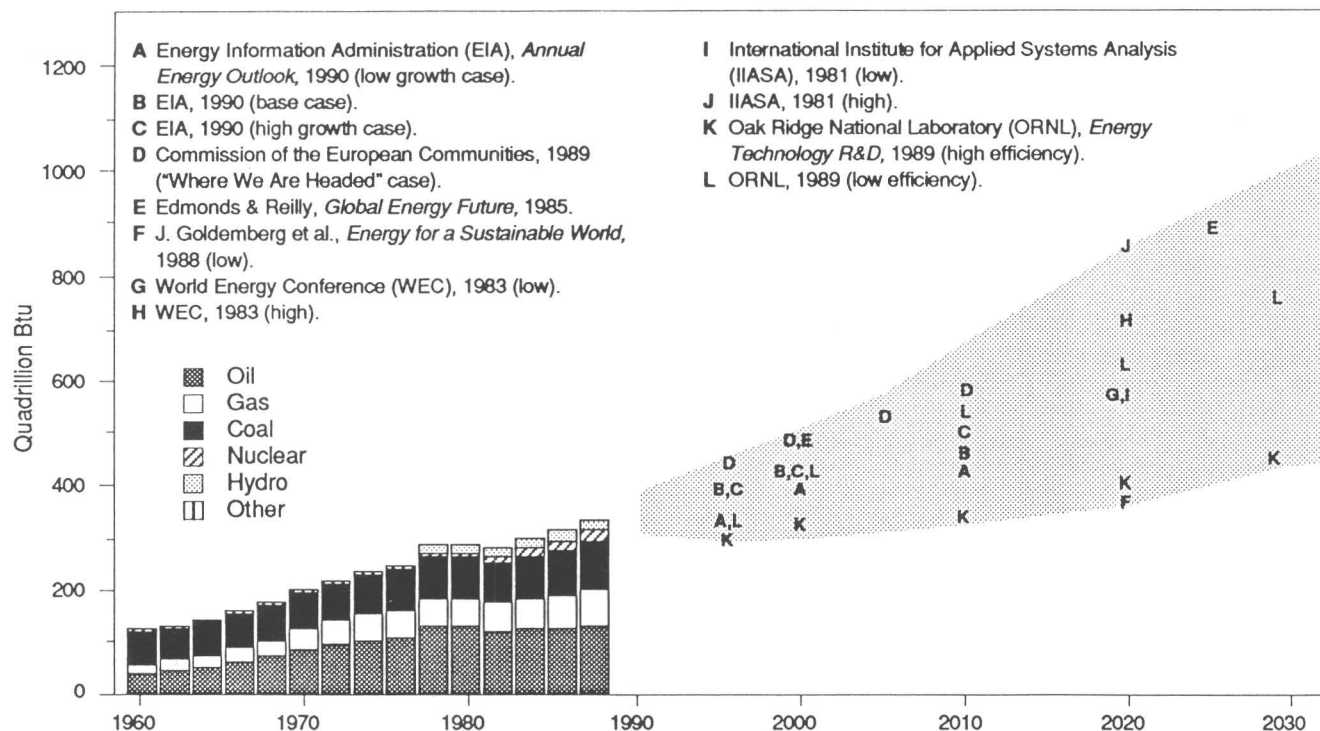 A Energy Information Administration (EIA), Annual
Energy Outlook, 1990 (low growth case).
B EIA, 1990 (base case).
C EIA, 1990 (high growth case).
D Commission of the European Communities, 1989
("Where We Are Headed" case).
E Edmonds & Reilly, Global Energy Future, 1985.
F J. Goldemberg et al., Energy for a Sustainable World,
1988 (low).
G World Energy Conference (WEC), 1983 (low).
H WEC, 1983 (high).
I International Institute for Applied Systems Analysis
(IIASA), 1981 (low).
J IIASA, 1981 (high).
K Oak Ridge National Laboratory (ORNL), Energy
Technology R&D, 1989 (high efficiency).
L ORNL, 1989 (low efficiency).
Quadrillion Btu
1200
1000
800
600
400
200
0
Oil
Gas
Coal
Nuclear
Hydro
Other
D
B,C
A,L
K
D,E
B,C,L
A
K
D
D
L
C
B
A
K
J
H
L
G,I
K
F
E
L
K
1960
1970
1980
1990
2000
2010
2020
2030